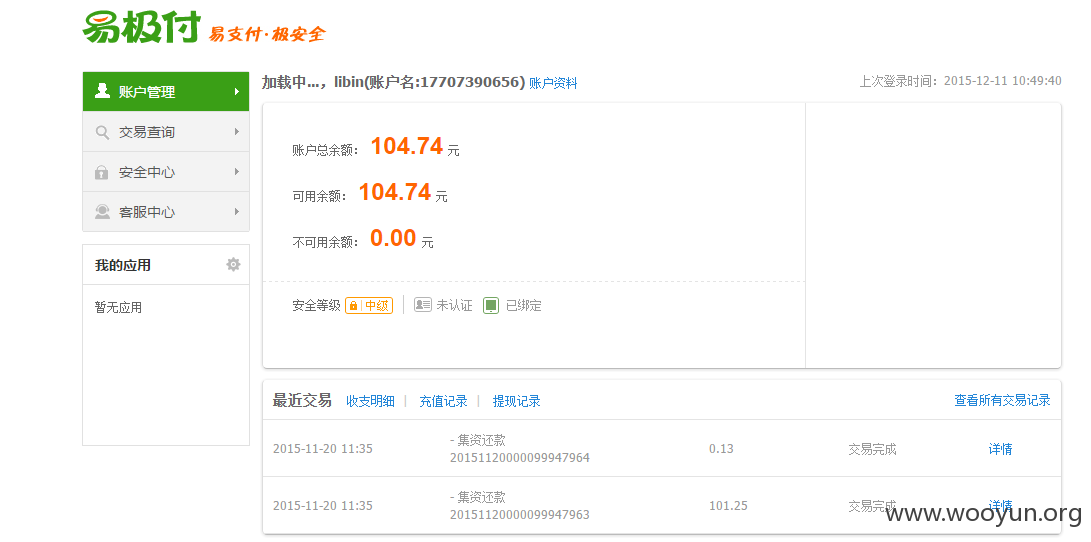 易极付 易支付·极安全
账户管理
交易查询
安全中心
客服中心
我的应用
暂无应用
加载中...，libin(账户名:17707390656) 账户资料
上次登录时间：2015-12-11 10:49:40
账户总余额： 104.74 元
可用余额： 104.74 元
不可用余额： 0.00 元
安全等级 中级 未认证 已绑定
最近交易 收支明细 | 充值记录 | 提现记录 查看所有交易记录
2015-11-20 11:35 - 集资还款 0.13 交易完成 详情
20151120000099947964
2015-11-20 11:35 - 集资还款 101.25 交易完成 详情
20151120000099947963
www.wooyun.org